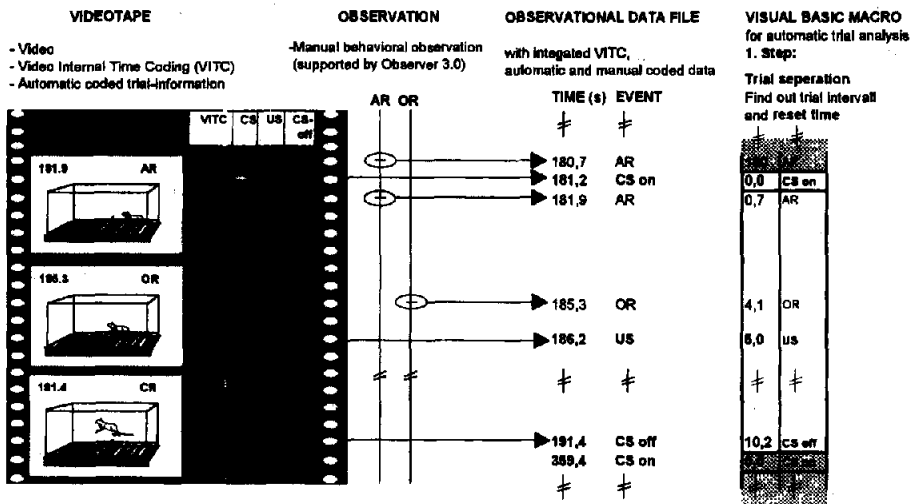 VIDEOTAPE
- Video
- Video Internal Time Coding (VITC)
- Automatic coded trial-information
VITC CS US CS-
off
181.9 AR
185.3 OR
191.4 CR
OBSERVATION
-Manual behavioral observation
(supported by Observer 3.0)
AR OR
OBSERVATIONAL DATA FILE
with integated VITC,
automatic and manual coded data
TIME (s) EVENT
180,7 AR
181,2 CS on
181,9 AR
185,3 OR
186,2 US
191,4 CS off
359,4 CS on
VISUAL BASIC MACRO
for automatic trial analysis
1. Step:
Trial seperation
Find out trial intervall
and reset time
0,0 CS on
0,7 AR
4,1 OR
5,0 US
10,2 CS off